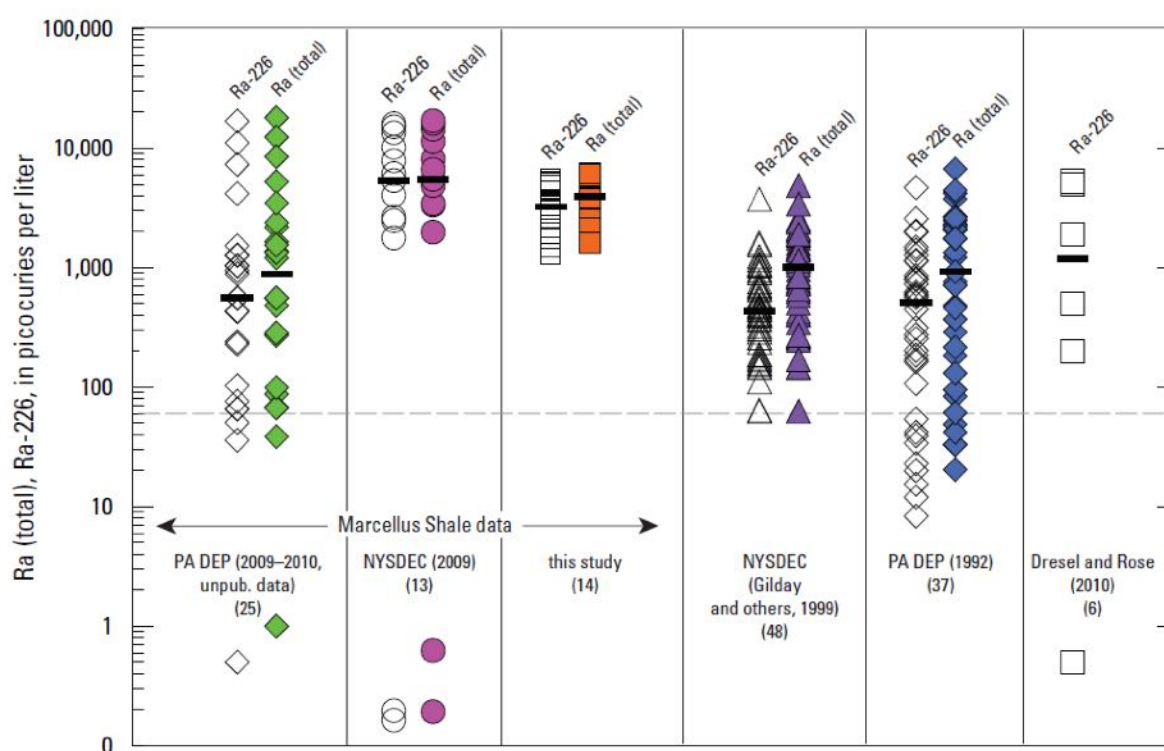 100,000
10,000
1,000
100
10
1
0
Ra (total), Ra-226, in pico curies per liter
Ra-226
Ra (total)
Ra-226
Ra (total)
Ra-226
Ra (total)
Ra-226
Ra (total)
Ra-226
Ra (total)
Ra-226
Marcellus Shale data
PA DEP (2009–2010,
unpub. data)
(25)
NYSDEC (2009)
(13)
this study
(14)
NYSDEC
(Gilday
and others, 1999)
(48)
PA DEP (1992)
(37)
Dresel and Rose
(2010)
(6)